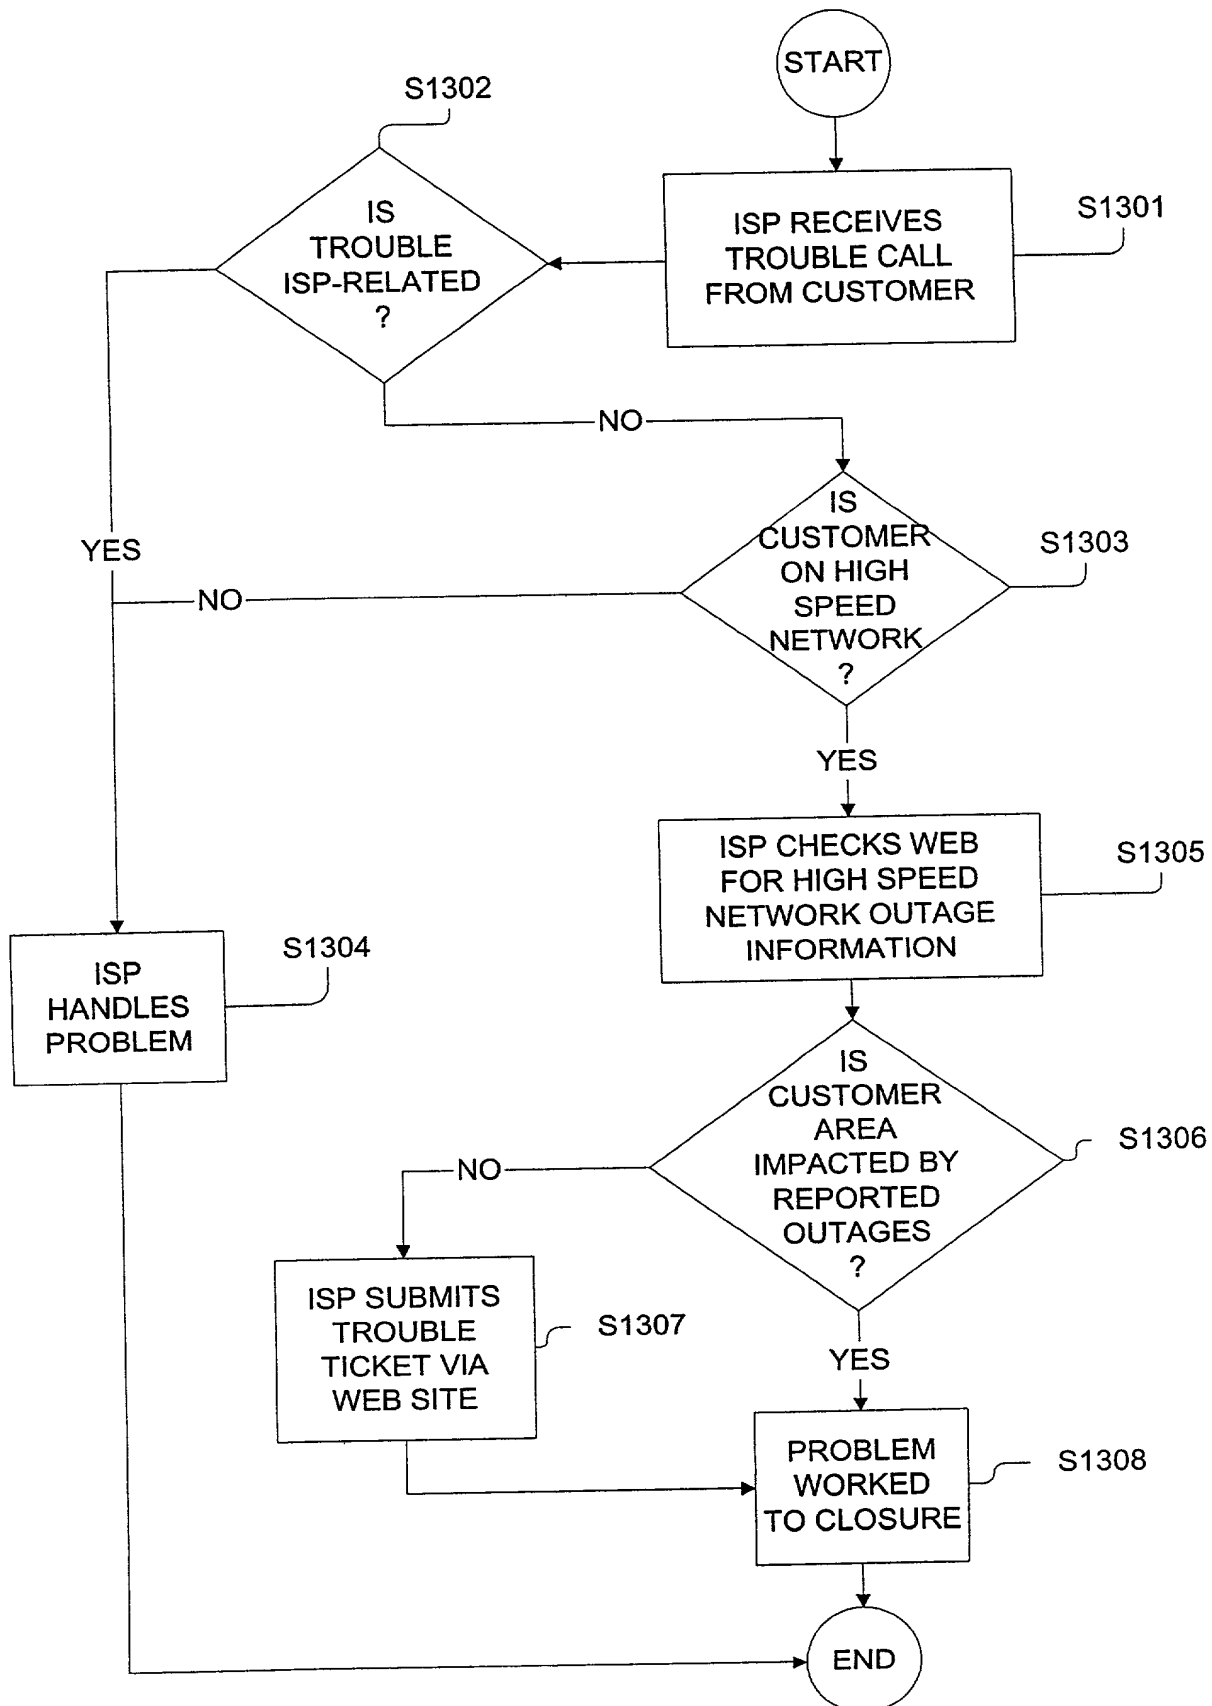 START
S1302
IS
TROUBLE
ISP-RELATED
?
ISP RECEIVES
TROUBLE CALL
FROM CUSTOMER
S1301
NO
IS
CUSTOMER
ON HIGH
SPEED
NETWORK
?
S1303
YES
NO
YES
ISP CHECKS WEB
FOR HIGH SPEED
NETWORK OUTAGE
INFORMATION
S1305
ISP
HANDLES
PROBLEM
S1304
IS
CUSTOMER
AREA
IMPACTED BY
REPORTED
OUTAGES
?
S1306
NO
ISP SUBMITS
TROUBLE
TICKET VIA
WEB SITE
S1307
YES
PROBLEM
WORKED
TO CLOSURE
S1308
END